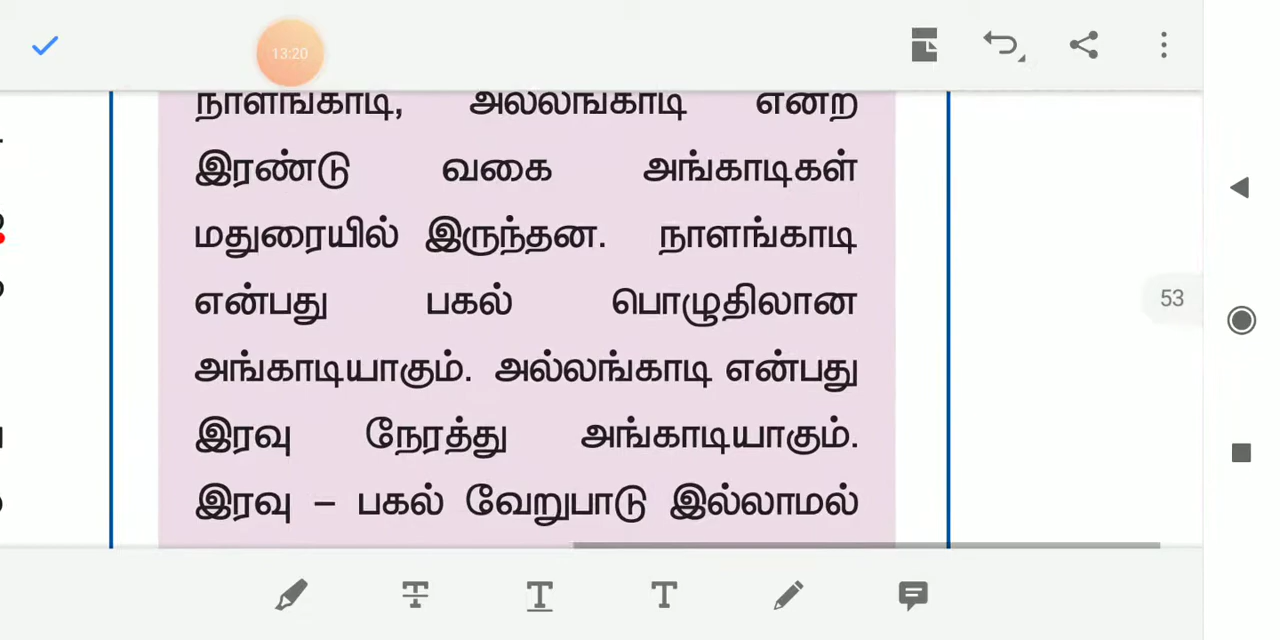 13:20
நாளங்காடி, அல்லங்காடி என்ற
இரண்டு வகை அங்காடிகள்
மதுரையில் இருந்தன. நாளங்காடி
என்பது பகல் பொழுதிலான
அங்காடியாகும். அல்லங்காடி என்பது
இரவு நேரத்து அங்காடியாகும்.
இரவு – பகல் வேறுபாடு இல்லாமல்
53